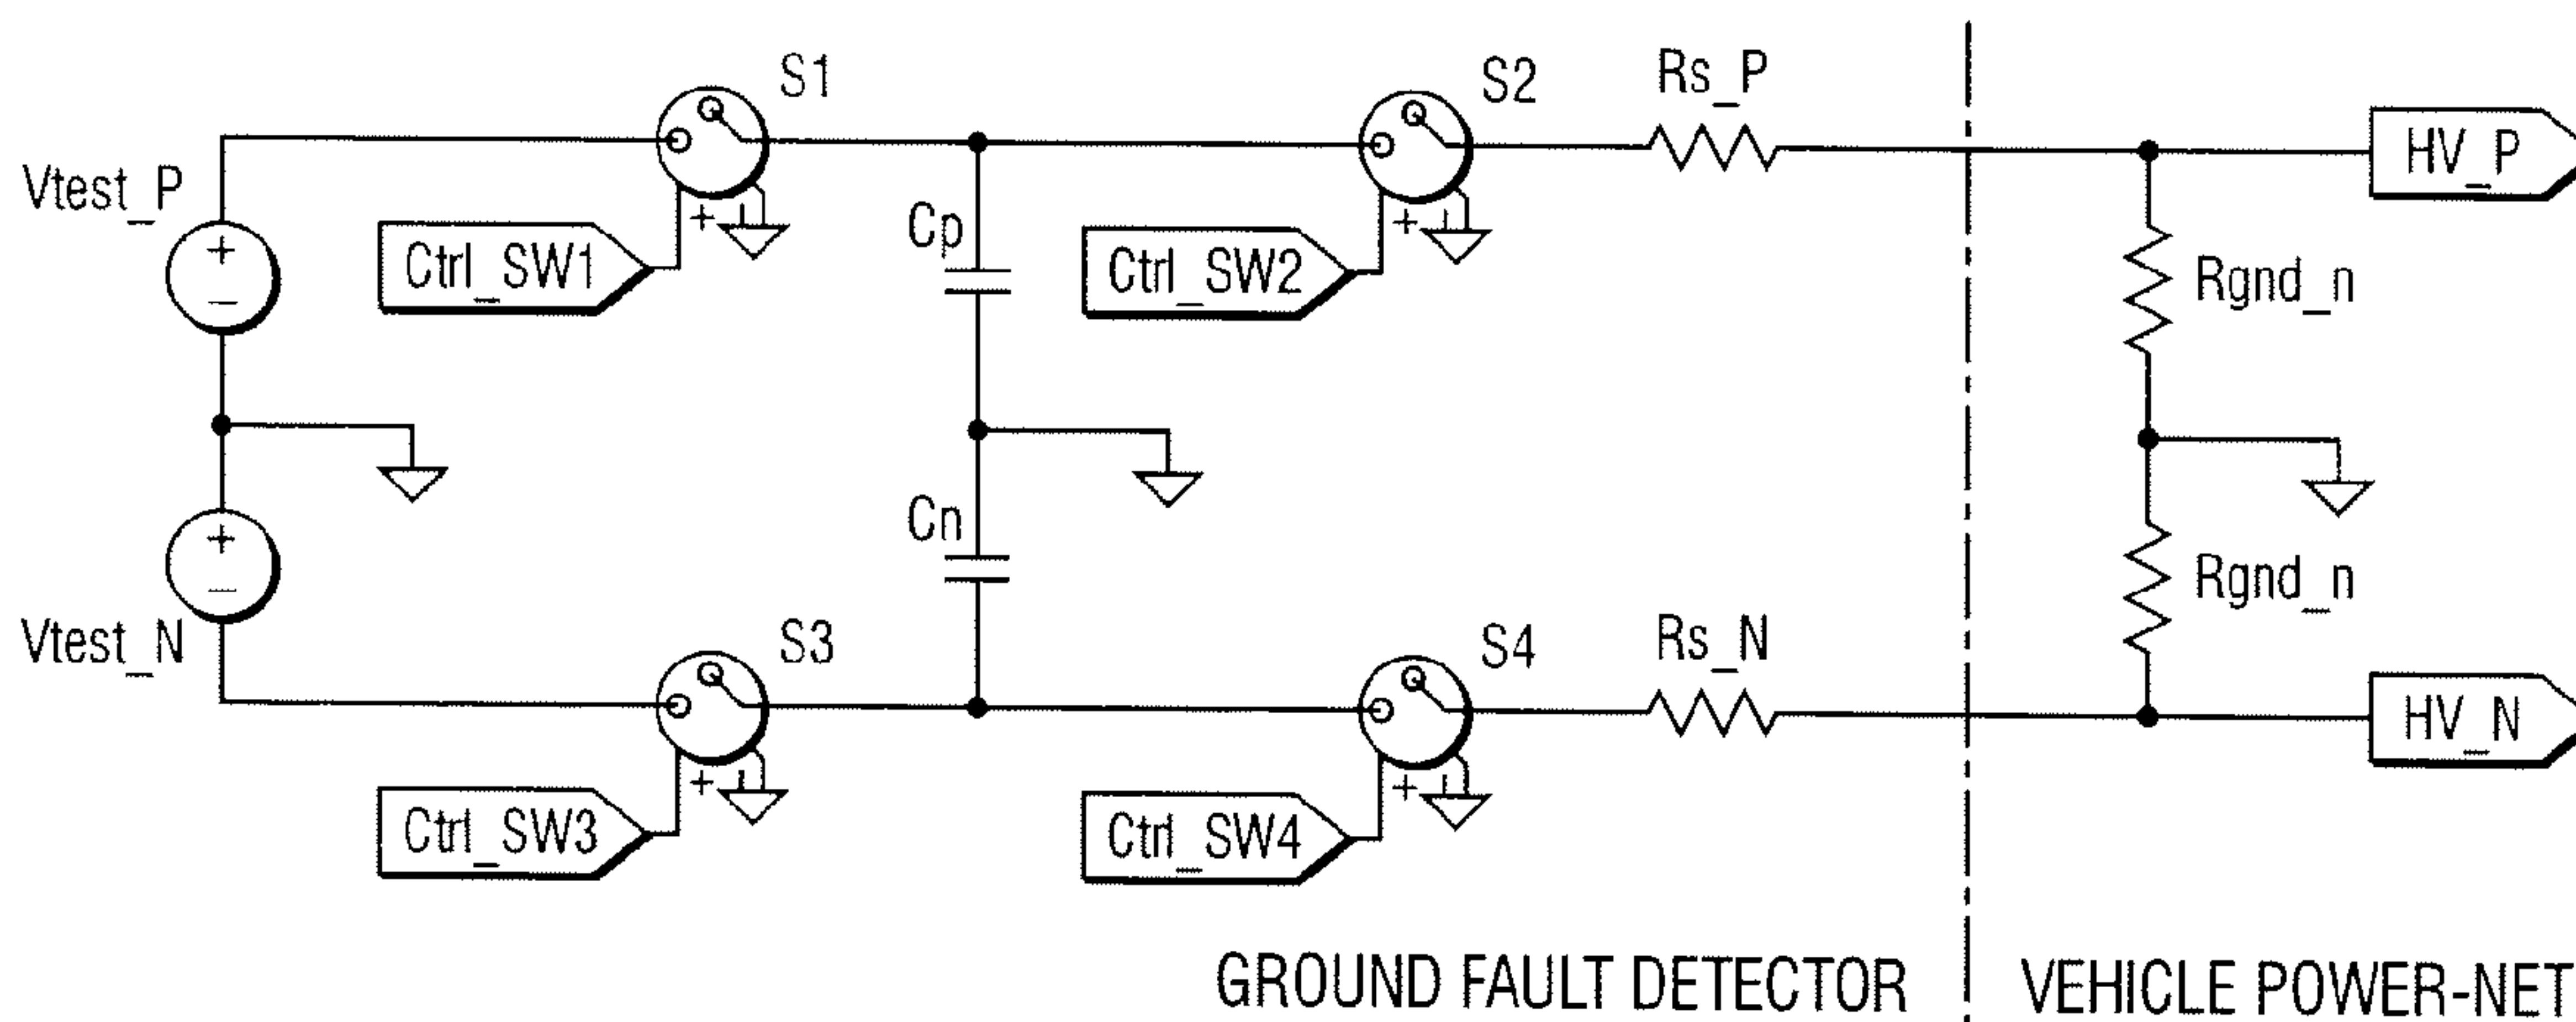 S1
S2
Rs_P
Vtest_P
+
−
Ctrl_SW1
+
−
Cp
Ctrl_SW2
+
−
HV_P
Rgnd_n
Vtest_N
+
−
S3
Cn
S4
Rs_N
Rgnd_n
Ctrl_SW3
+
−
Ctrl_SW4
+
−
HV_N
GROUND FAULT DETECTOR
VEHICLE POWER-NET